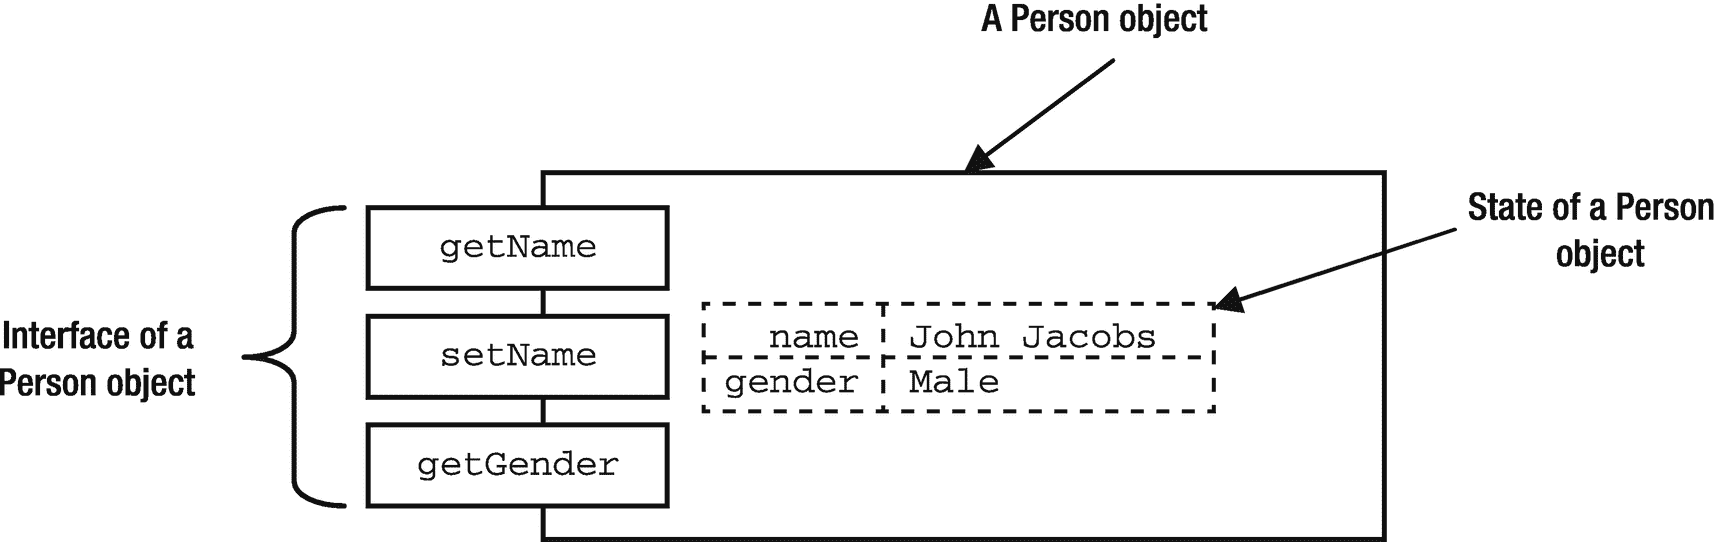 A Person object
State of a Person
object
Interface of a
Person object
getName
setName
getGender
name John Jacobs
gender Male